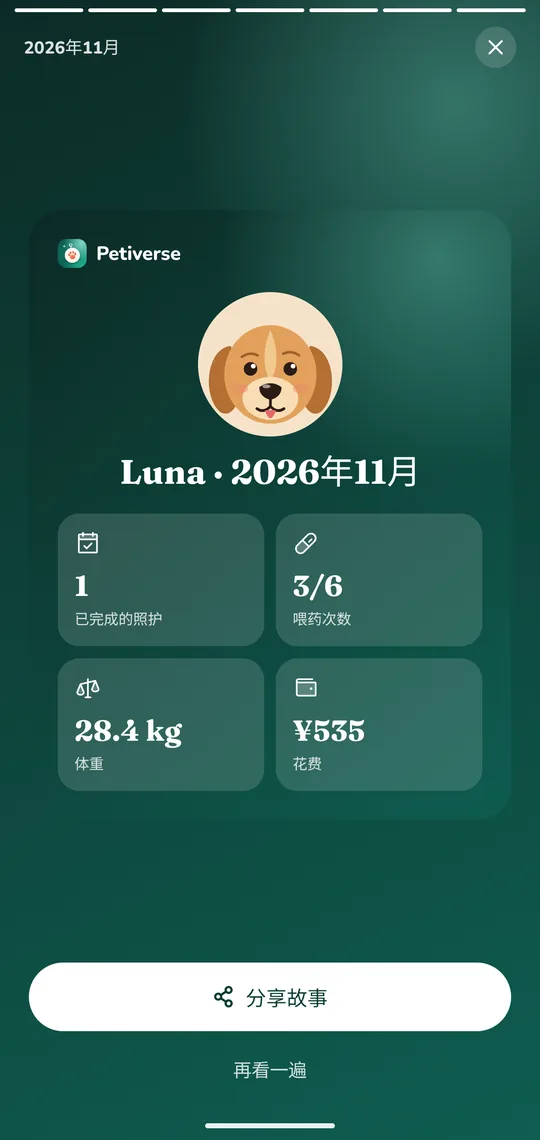 2026年11月
Petiverse
Luna · 2026年11月
1
已完成的照护
3/6
喂药次数
28.4 kg
体重
¥535
花费
分享故事
再看一遍